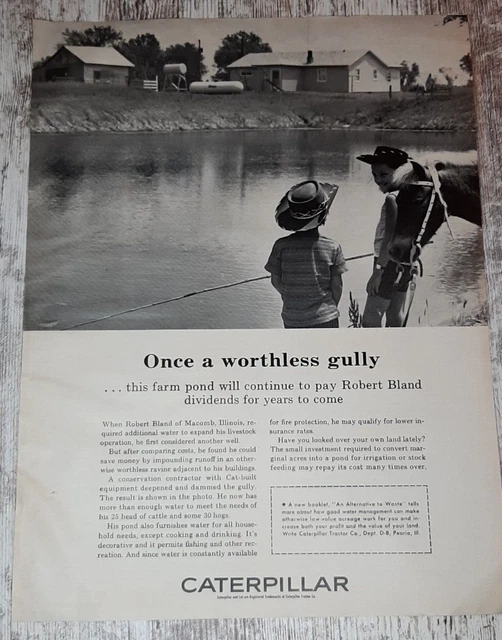 Once a worthless gully
. . . this farm pond will continue to pay Robert Bland
dividends for years to come
When Robert Bland of Macomb, Illinois, re-
quired additional water to expand his livestock
operation, he first considered another well.
But after comparing costs, he found he could
save money by impounding runoff in an other-
wise worthless ravine adjacent to his buildings.
A conservation contractor with Cat-built
equipment deepened and dammed the gully.
The result is shown in the photo. He now has
more than enough water to meet the needs of
his 25 head of cattle and some 30 hogs.
His pond also furnishes water for all house-
hold needs, except cooking and drinking. It's
decorative and it permits fishing and other rec-
reation. And since water is constantly available
for fire protection, he may qualify for lower in-
surance rates.
Have you looked over your own land lately?
The small investment required to convert mar-
ginal acres into a pond for irrigation or stock
feeding may repay its cost many times over.
● A new booklet, "An Alternative to Waste" tells
more about how good water management can make
otherwise low value acreage work for you and in-
crease both your profit and the value of your land.
Write Caterpillar Tractor Co., Dept. D-8, Peoria, Ill.
CATERPILLAR
Caterpillar and Cat are Registered Trademarks of Caterpillar Tractor Co.